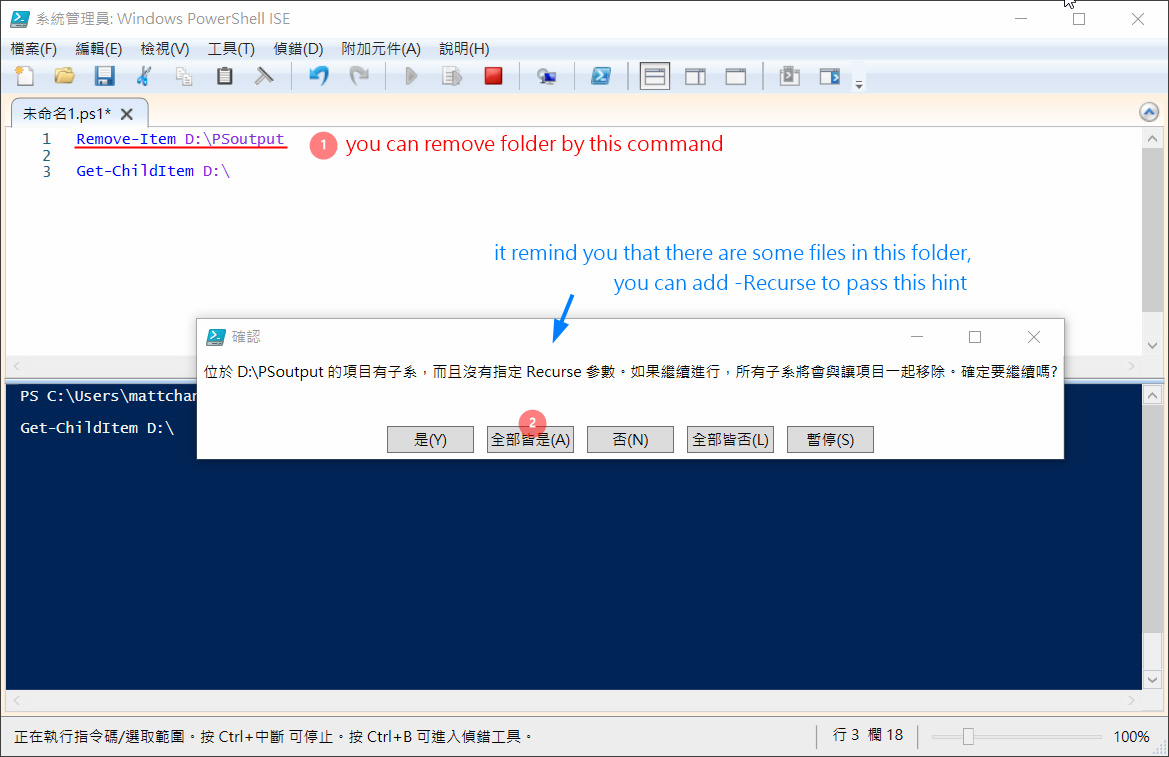 系統管理員: Windows PowerShell ISE
檔案(F) 編輯(E) 檢視(V) 工具(T) 偵錯(D) 附加元件(A) 說明(H)
未命名1.ps1*
1 Remove-Item D:\PSoutput
1 you can remove folder by this command
2
3 Get-ChildItem D:\
it remind you that there are some files in this folder,
you can add -Recurse to pass this hint
確認
位於 D:\PSoutput 的項目有子系，而且沒有指定 Recurse 參數。如果繼續進行，所有子系將會與讓項目一起移除。確定要繼續嗎?
2
是(Y) 全部皆是(A) 否(N) 全部皆否(L) 暫停(S)
PS C:\Users\mattchar
Get-ChildItem D:\
正在執行指令碼/選取範圍。按 Ctrl+中斷 可停止。按 Ctrl+B 可進入偵錯工具。
行 3 欄 18
100%